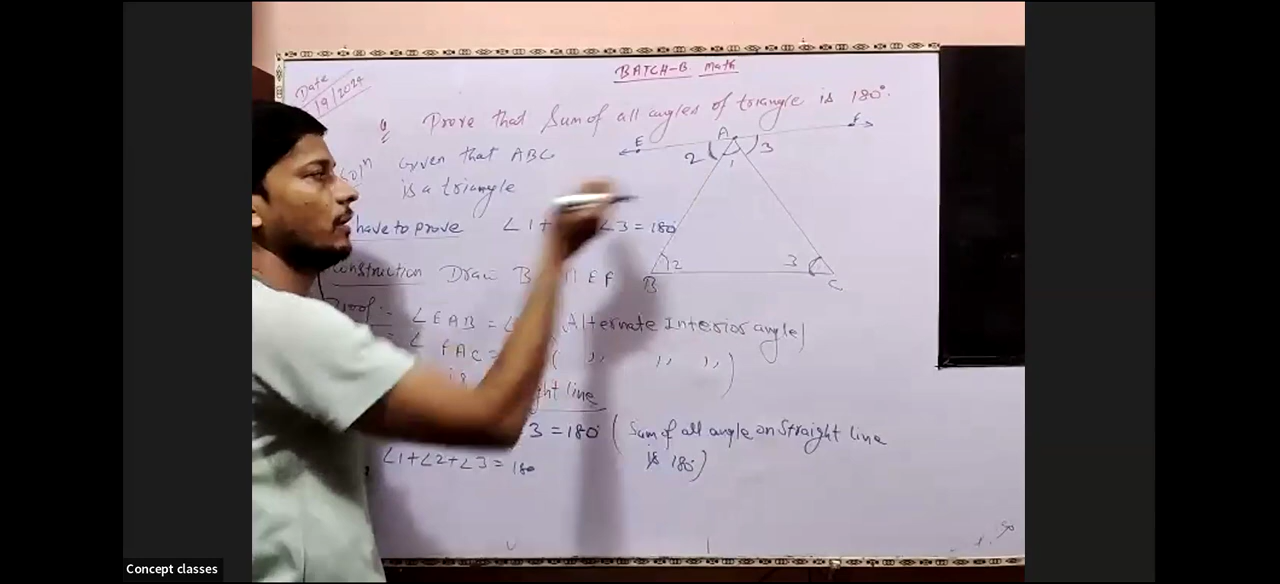 BATCH-B Math
Date
/9/2024
Q Prove that Sum of all angles of triangle is 180°.
Given that ABC
is a triangle
have to prove ∠1+ ∠3 = 180°
construction Draw B || EF
Proof:- ∠EAB = ∠ Alternate Interior angle)
FAC = ( ,, ,, ,, )
is ght line
3 = 180° ( Sum of all angle on straight line
is 180°)
∠1+∠2+∠3 = 180
E A F
2 1 3
2 3
B C
Concept classes